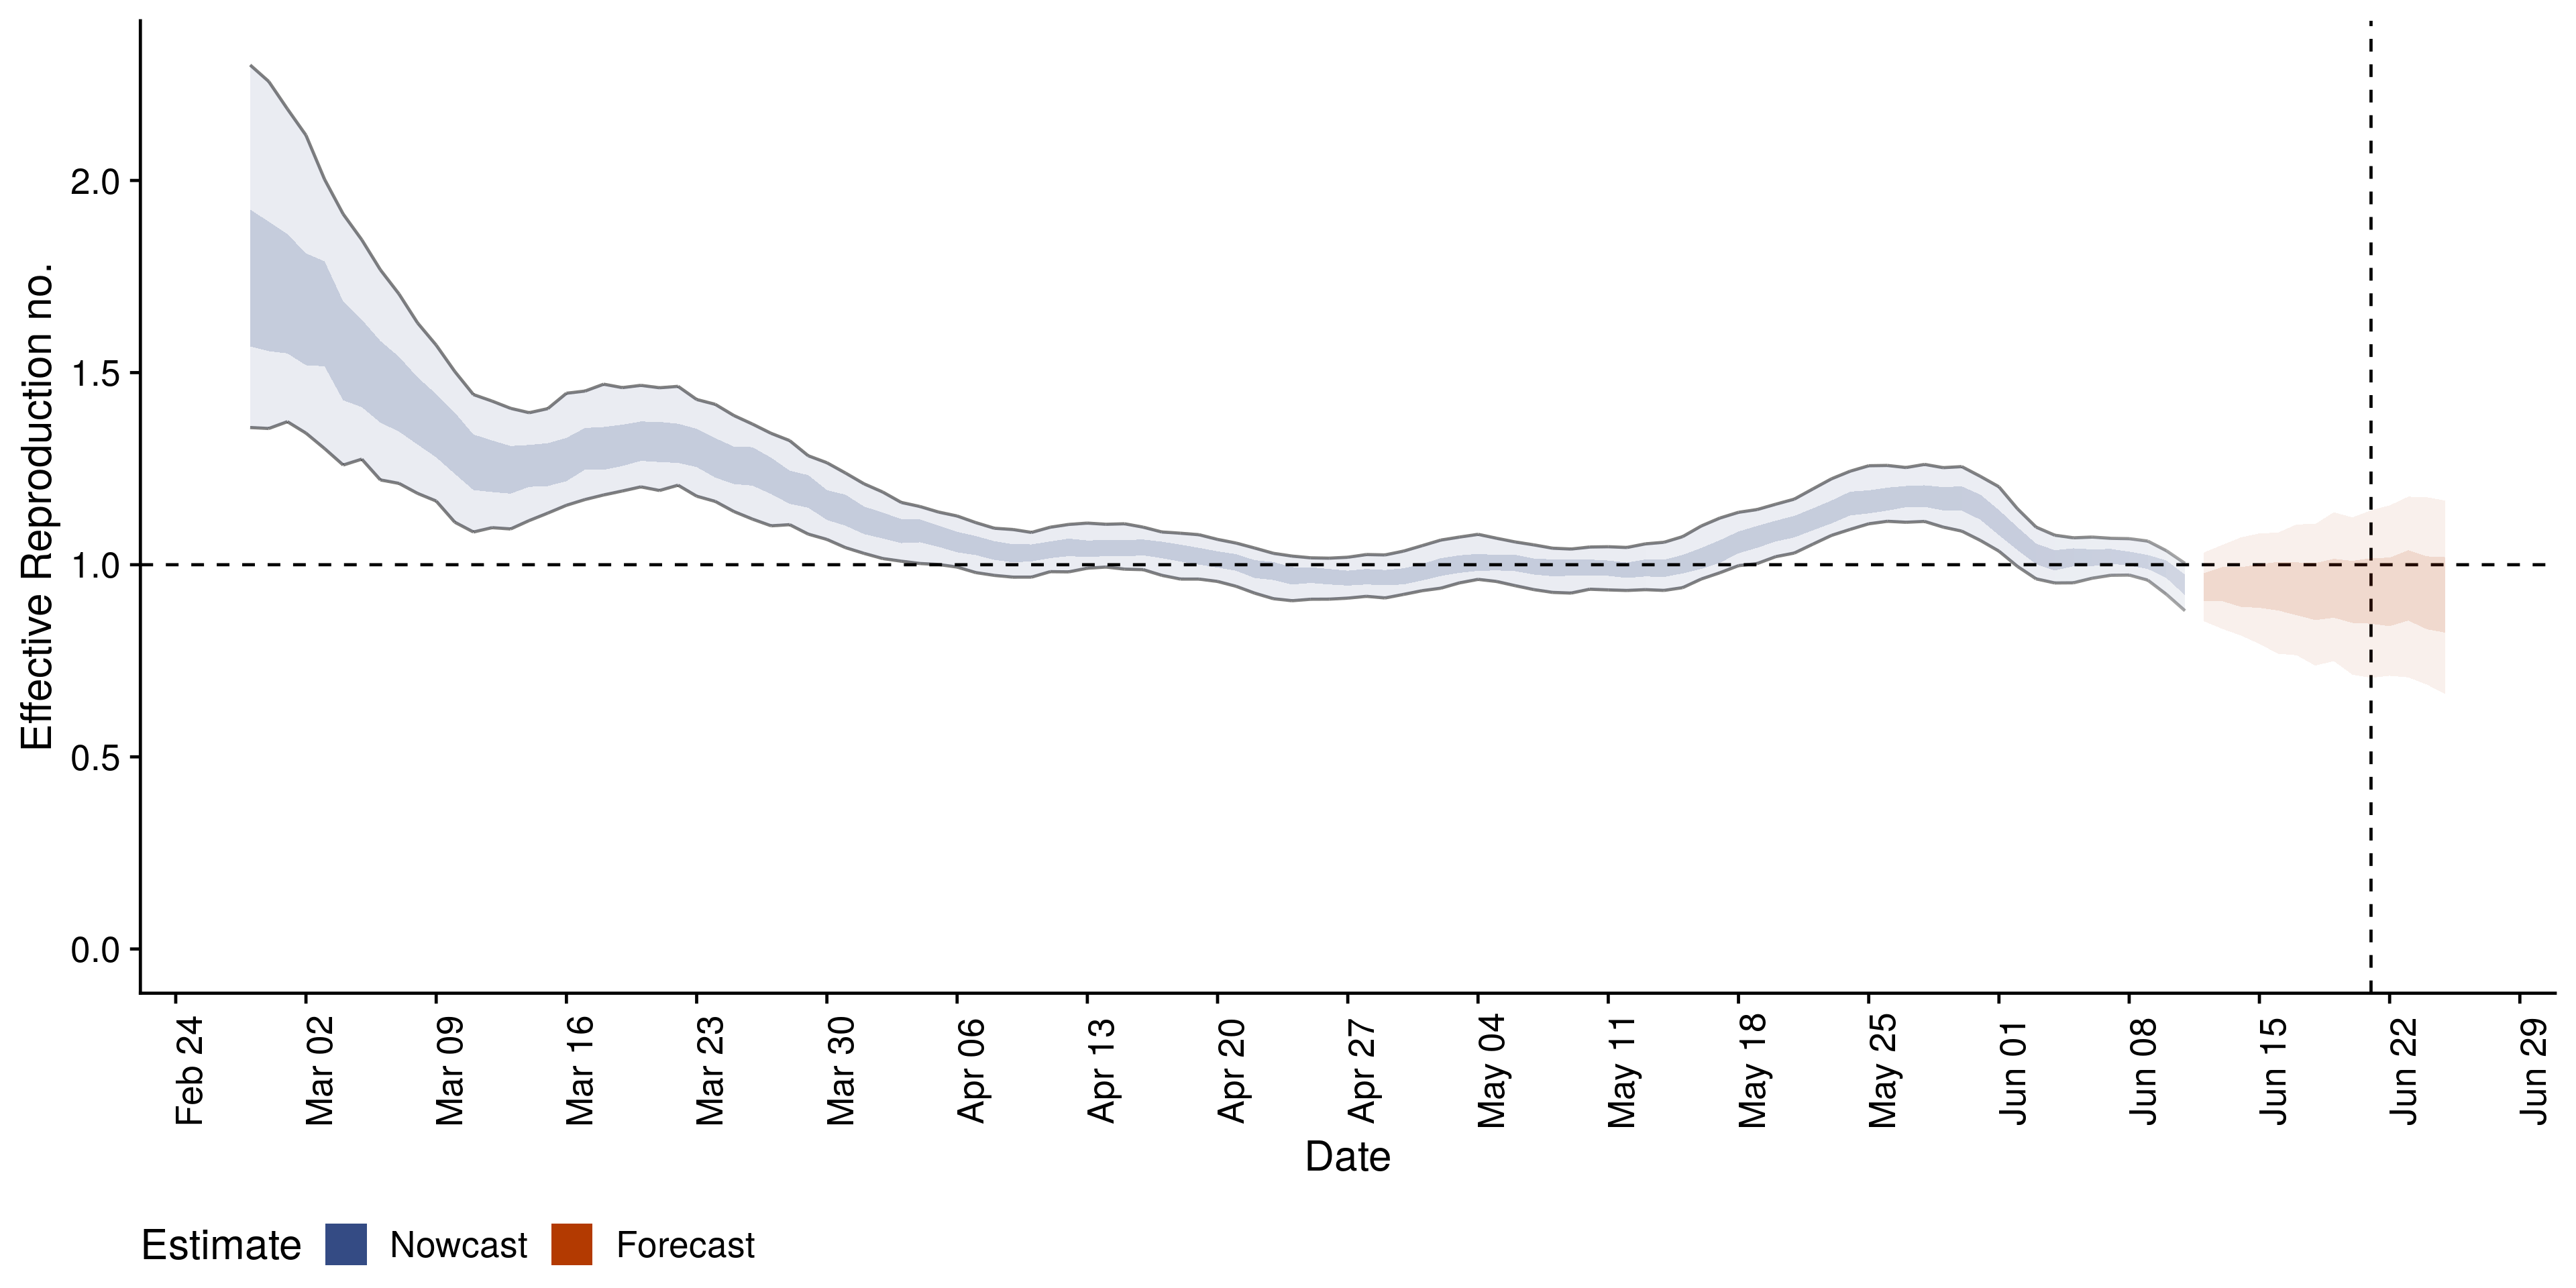 Effective Reproduction no.
2.0
1.5
1.0
0.5
0.0
Feb 24
Mar 02
Mar 09
Mar 16
Mar 23
Mar 30
Apr 06
Apr 13
Apr 20
Apr 27
May 04
May 11
May 18
May 25
Jun 01
Jun 08
Jun 15
Jun 22
Jun 29
Date
Estimate Nowcast Forecast